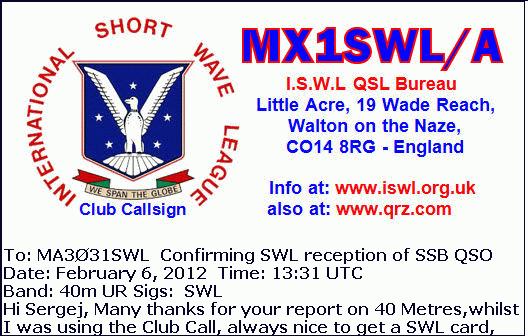 INTERNATIONAL SHORT WAVE LEAGUE
WE SPAN THE GLOBE
Club Callsign
MX1SWL/A
I.S.W.L QSL Bureau
Little Acre, 19 Wade Reach,
Walton on the Naze,
CO14 8RG - England
Info at: www.iswl.org.uk
also at: www.qrz.com
To: MA3Ø31SWL Confirming SWL reception of SSB QSO
Date: February 6, 2012 Time: 13:31 UTC
Band: 40m UR Sigs: SWL
Hi Sergej, Many thanks for your report on 40 Metres,whilst
I was using the Club Call, always nice to get a SWL card,